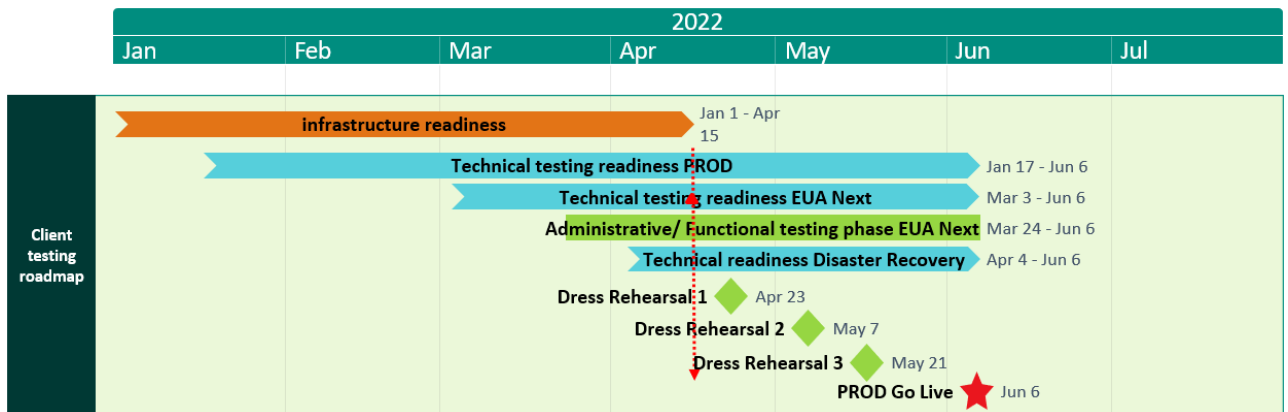 2022
Jan Feb Mar Apr May Jun Jul
Client
testing
roadmap
infrastructure readiness
Jan 1 - Apr
15
Technical testing readiness PROD
Jan 17 - Jun 6
Technical testing readiness EUA Next
Mar 3 - Jun 6
Administrative/ Functional testing phase EUA Next
Mar 24 - Jun 6
Technical readiness Disaster Recovery
Apr 4 - Jun 6
Dress Rehearsal 1
Apr 23
Dress Rehearsal 2
May 7
Dress Rehearsal 3
May 21
PROD Go Live
Jun 6